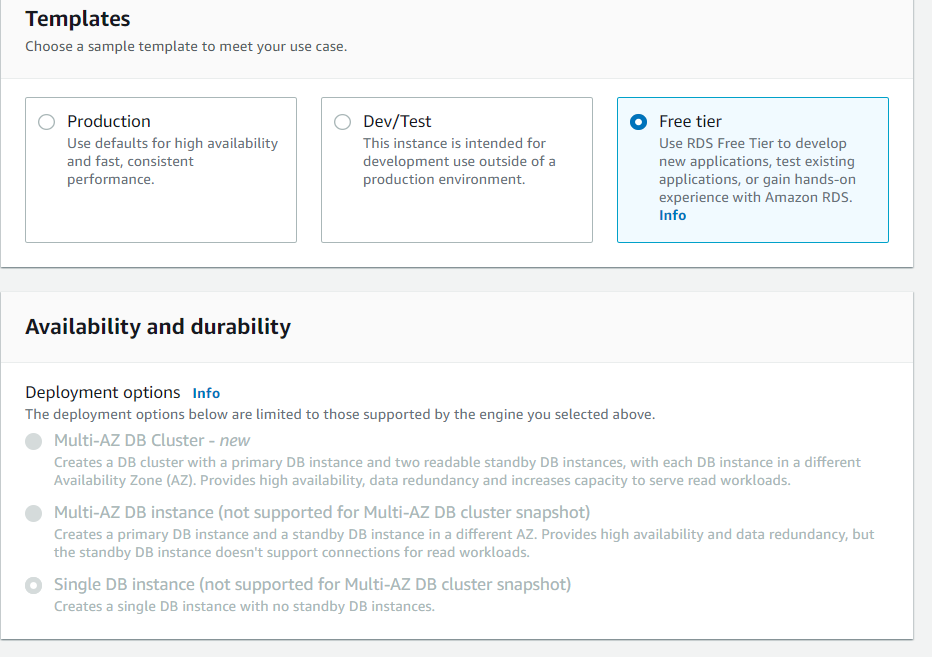 Templates
Choose a sample template to meet your use case.
Production
Use defaults for high availability
and fast, consistent
performance.
Dev/Test
This instance is intended for
development use outside of a
production environment.
Free tier
Use RDS Free Tier to develop
new applications, test existing
applications, or gain hands-on
experience with Amazon RDS.
Info
Availability and durability
Deployment options Info
The deployment options below are limited to those supported by the engine you selected above.
Multi-AZ DB Cluster - new
Creates a DB cluster with a primary DB instance and two readable standby DB instances, with each DB instance in a different
Availability Zone (AZ). Provides high availability, data redundancy and increases capacity to serve read workloads.
Multi-AZ DB instance (not supported for Multi-AZ DB cluster snapshot)
Creates a primary DB instance and a standby DB instance in a different AZ. Provides high availability and data redundancy, but
the standby DB instance doesn't support connections for read workloads.
Single DB instance (not supported for Multi-AZ DB cluster snapshot)
Creates a single DB instance with no standby DB instances.